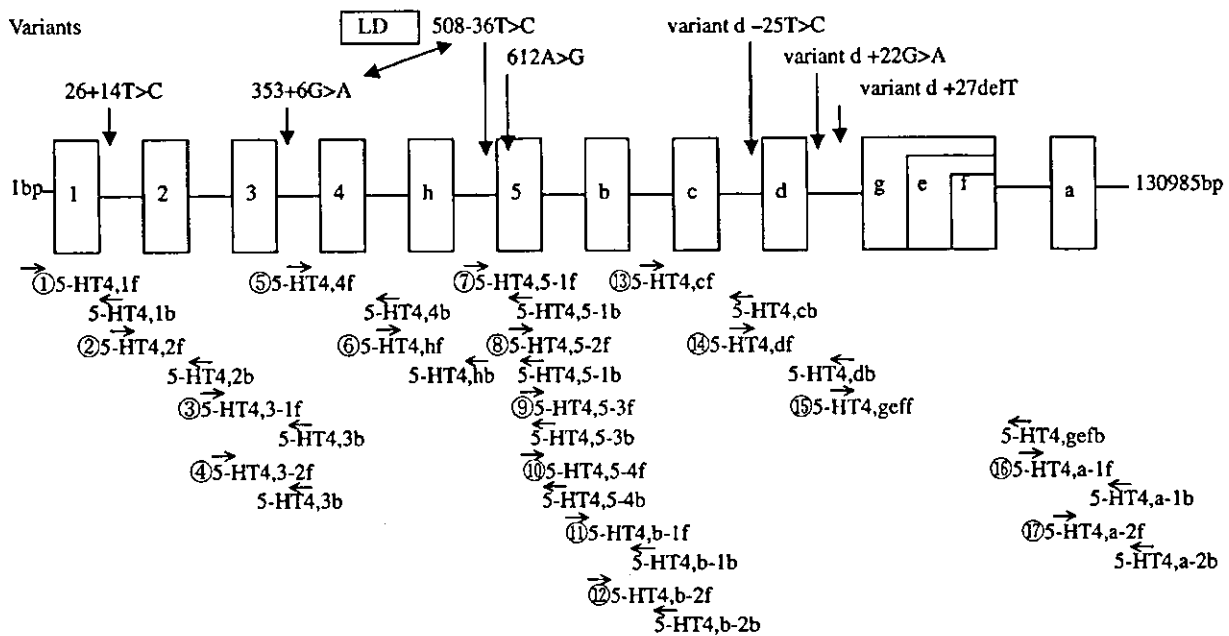 Variants
LD
508-36T>C
variant d −25T>C
612A>G
variant d +22G>A
353+6G>A
variant d +27delT
26+14T>C
1bp
1
2
3
4
h
5
b
c
d
g
e
f
a
130985bp
①5-HT4,1f
⑤5-HT4,4f
⑦5-HT4,5-1f
⑬5-HT4,cf
5-HT4,1b
5-HT4,4b
5-HT4,5-1b
5-HT4,cb
②5-HT4,2f
⑥5-HT4,hf
⑧5-HT4,5-2f
⑭5-HT4,df
5-HT4,2b
5-HT4,hb
5-HT4,5-1b
5-HT4,db
③5-HT4,3-1f
⑨5-HT4,5-3f
⑮5-HT4,geff
5-HT4,3b
5-HT4,5-3b
5-HT4,gefb
④5-HT4,3-2f
⑩5-HT4,5-4f
⑯5-HT4,a-1f
5-HT4,3b
5-HT4,5-4b
5-HT4,a-1b
⑪5-HT4,b-1f
⑰5-HT4,a-2f
5-HT4,b-1b
5-HT4,a-2b
⑫5-HT4,b-2f
5-HT4,b-2b